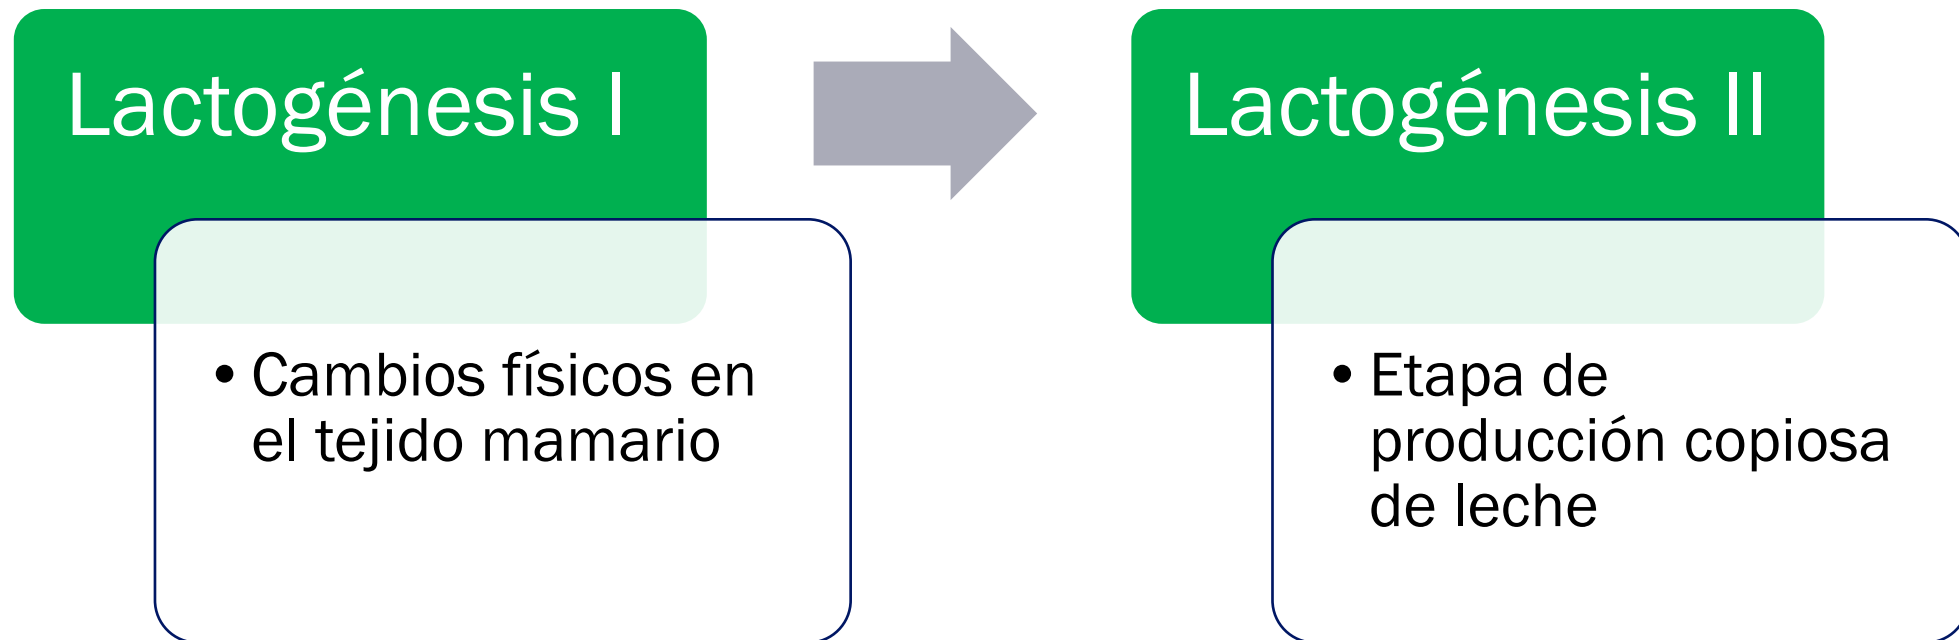 Lactogénesis I
• Cambios físicos en
el tejido mamario
Lactogénesis II
• Etapa de
producción copiosa
de leche